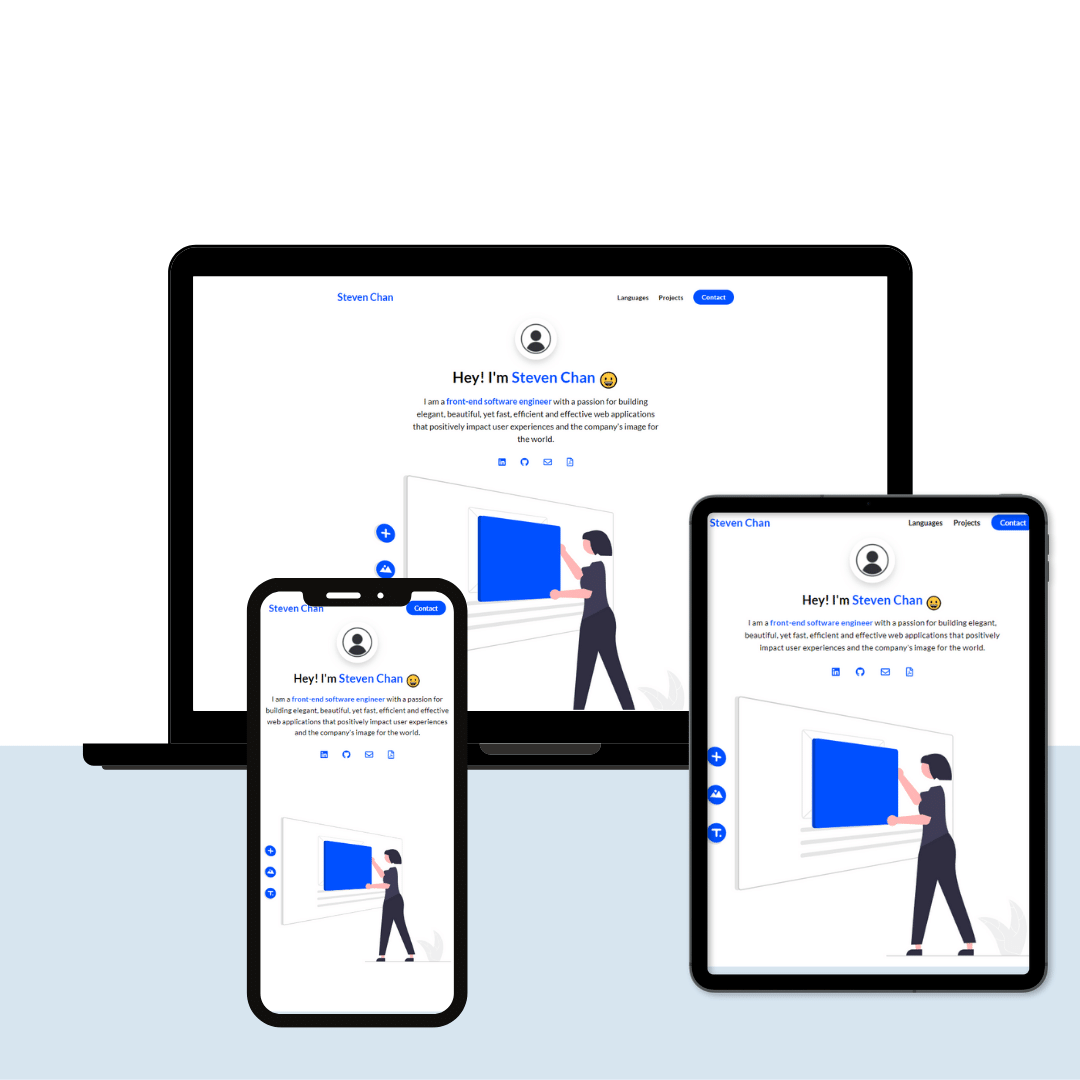 Steven Chan
Languages Projects Contact
Hey! I'm Steven Chan
I am a front-end software engineer with a passion for building
elegant, beautiful, yet fast, efficient and effective web applications
that positively impact user experiences and the company's image for
the world.
Steven Chan
Languages Projects Contact
Hey! I'm Steven Chan
I am a front-end software engineer with a passion for building elegant,
beautiful, yet fast, efficient and effective web applications that positively
impact user experiences and the company's image for the world.
T.
Steven Chan
Contact
Hey! I'm Steven Chan
I am a front-end software engineer with a passion for
building elegant, beautiful, yet fast, efficient and effective
web applications that positively impact user experiences
and the company's image for the world.
T.